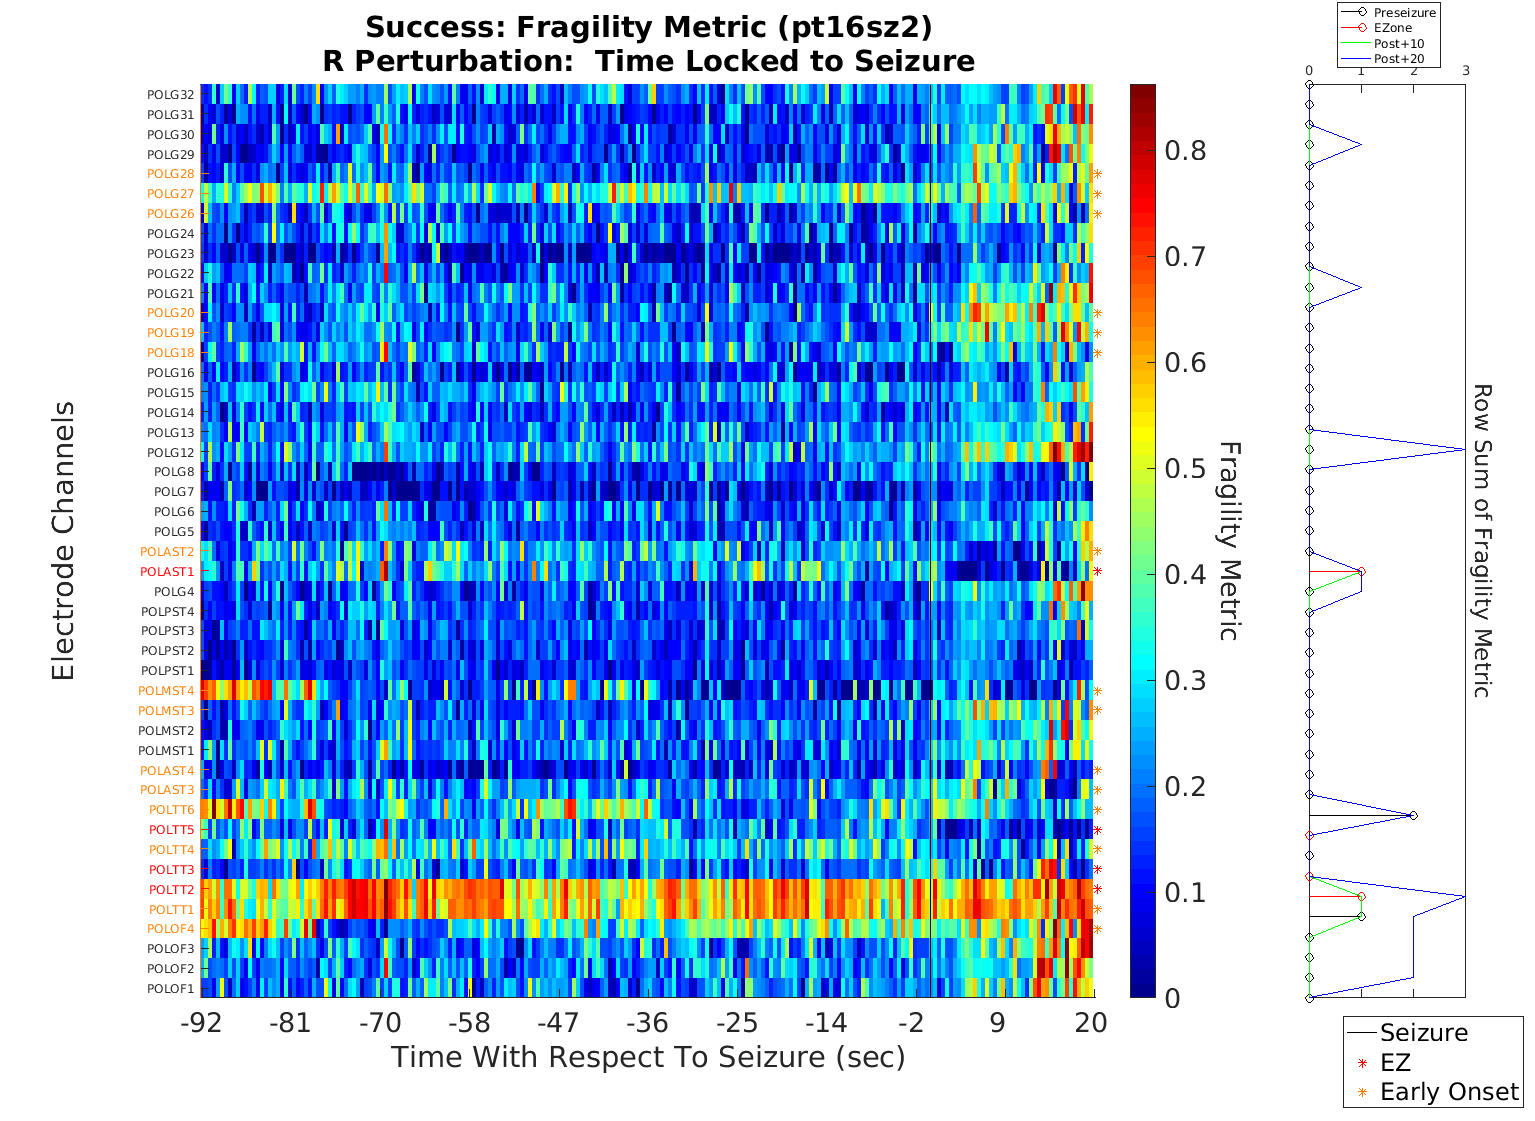 Success: Fragility Metric (pt16sz2)
R Perturbation:  Time Locked to Seizure
Electrode Channels
POLG32
POLG31
POLG30
POLG29
POLG28
POLG27
POLG26
POLG24
POLG23
POLG22
POLG21
POLG20
POLG19
POLG18
POLG16
POLG15
POLG14
POLG13
POLG12
POLG8
POLG7
POLG6
POLG5
POLAST2
POLAST1
POLG4
POLPST4
POLPST3
POLPST2
POLPST1
POLMST4
POLMST3
POLMST2
POLMST1
POLAST4
POLAST3
POLTT6
POLTT5
POLTT4
POLTT3
POLTT2
POLTT1
POLOF4
POLOF3
POLOF2
POLOF1
-92 -81 -70 -58 -47 -36 -25 -14 -2 9 20
Time With Respect To Seizure (sec)
0.8
0.7
0.6
0.5
0.4
0.3
0.2
0.1
0
Fragility Metric
Preseizure
EZone
Post+10
Post+20
0 1 2 3
Row Sum of Fragility Metric
Seizure
EZ
Early Onset